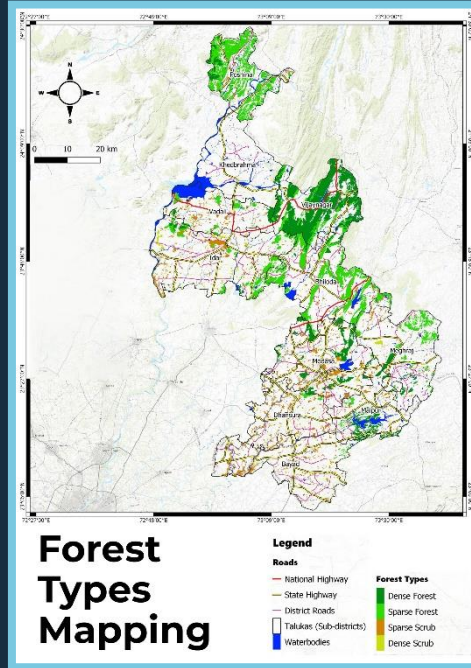 N
W
E
S
0
10
20 km
Poshina
Khedbrahma
Vijaynagar
Vadali
Idar
Bhiloda
Modasa
Meghraj
Dhansura
Malpur
Bayad
Forest
Types
Mapping
Legend
Roads
National Highway
State Highway
District Roads
Talukas (Sub-districts)
Waterbodies
Forest Types
Dense Forest
Sparse Forest
Sparse Scrub
Dense Scrub